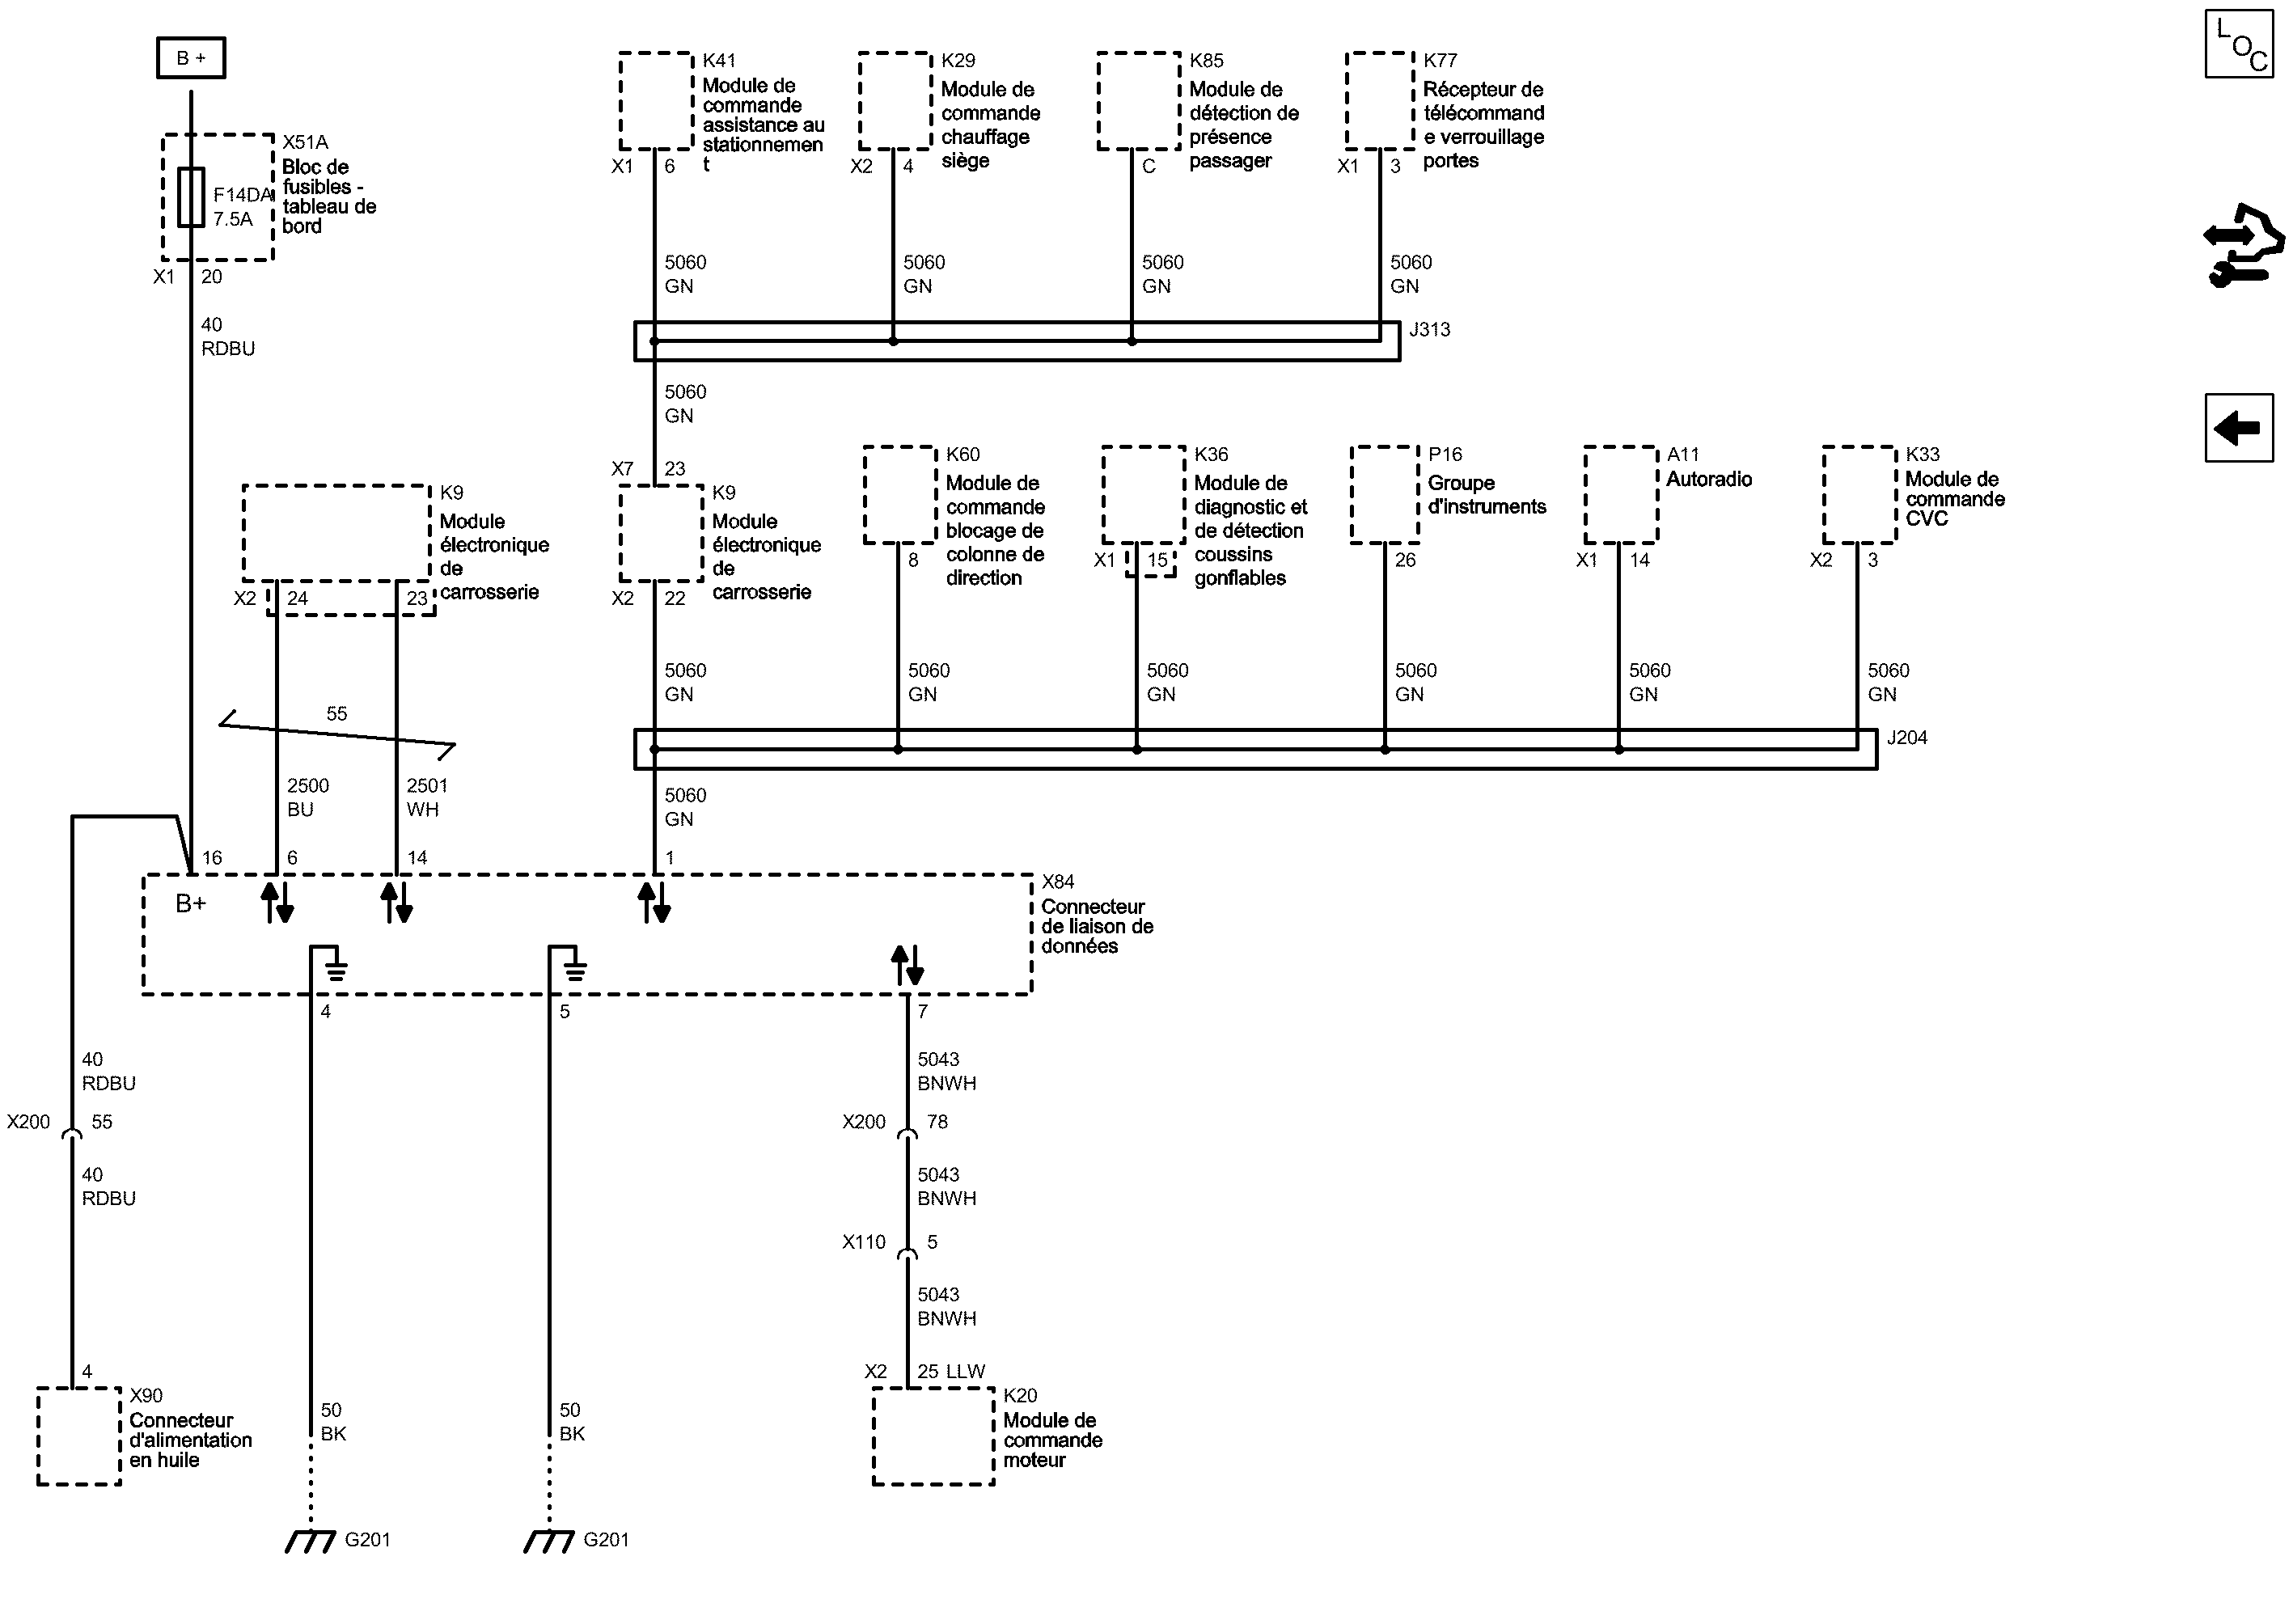 B +
X51A
Bloc de
fusibles -
tableau de
bord
F14DA
7.5A
X1 20
40
RDBU
K41
Module de
commande
assistance au
stationnemen
t
X1 6
K29
Module de
commande
chauffage
siège
X2 4
K85
Module de
détection de
présence
passager
C
K77
Récepteur de
télécommand
e verrouillage
portes
X1 3
L
O
C
5060
GN
5060
GN
5060
GN
5060
GN
J313
5060
GN
X7 23
K9
Module
électronique
de
carrosserie
X2 24 23
K9
Module
électronique
de
carrosserie
X2 22
K60
Module de
commande
blocage de
colonne de
direction
8
K36
Module de
diagnostic et
de détection
coussins
gonflables
X1 15
P16
Groupe
d'instruments
26
A11
Autoradio
X1 14
K33
Module de
commande
CVC
X2 3
5060
GN
5060
GN
5060
GN
5060
GN
5060
GN
5060
GN
55
J204
2500
BU
2501
WH
5060
GN
16 6 14 1
B+
X84
Connecteur
de liaison de
données
4 5 7
40
RDBU
X200 55
40
RDBU
4
X90
Connecteur
d'alimentation
en huile
50
BK
G201
50
BK
G201
5043
BNWH
X200 78
5043
BNWH
X110 5
5043
BNWH
X2 25 LLW
K20
Module de
commande
moteur